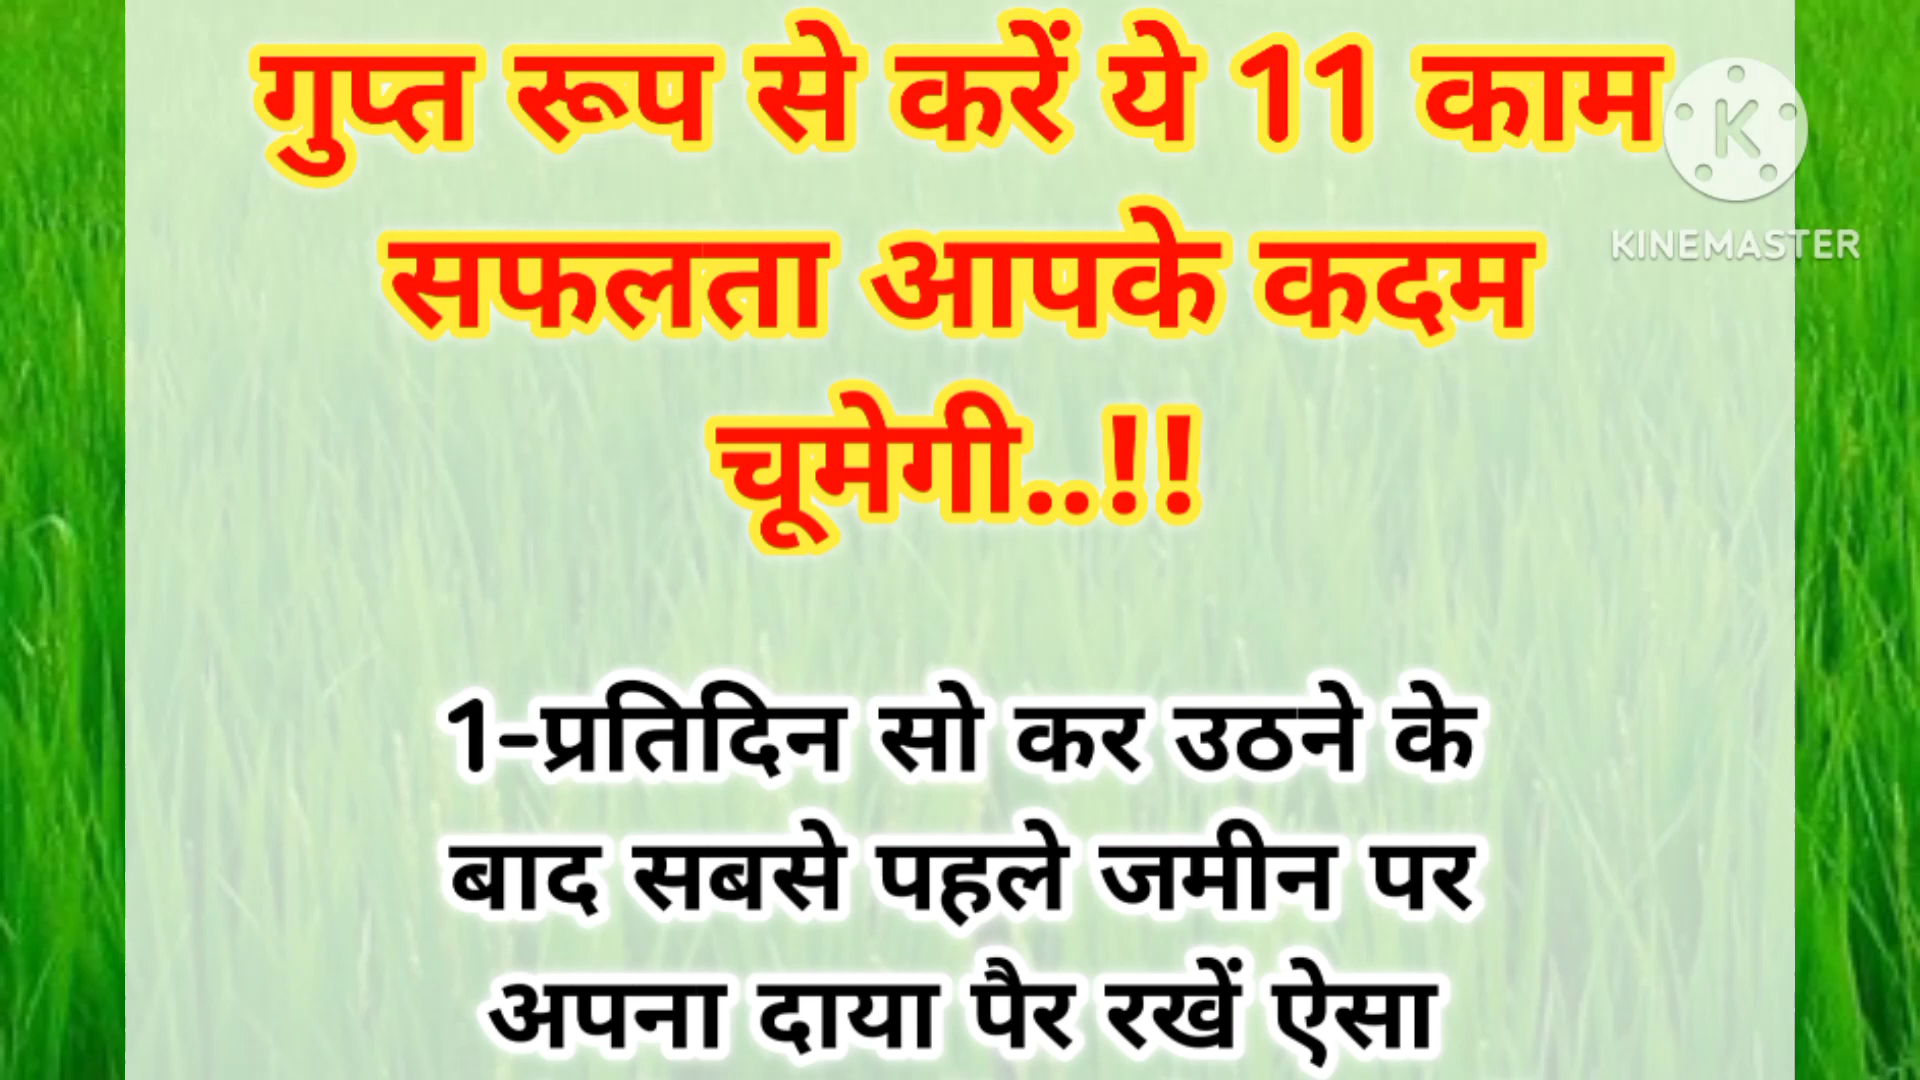 गुप्त रूप से करें ये 11 काम
सफलता आपके कदम
चूमेगी..!!
K
KINEMASTER
1-प्रतिदिन सो कर उठने के
बाद सबसे पहले जमीन पर
अपना दाया पैर रखें ऐसा